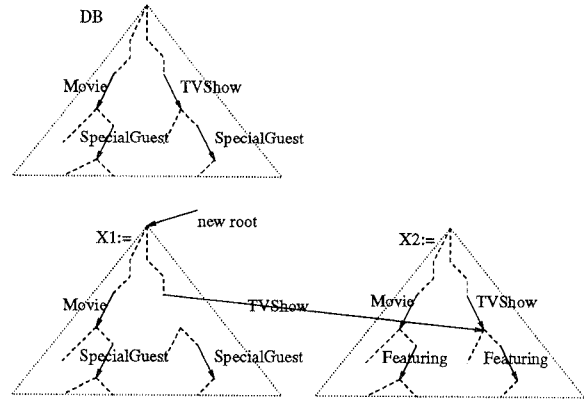 DB
Movie
TVShow
SpecialGuest
SpecialGuest
new root
X1:=
X2:=
Movie
TVShow
Movie
TVShow
SpecialGuest
SpecialGuest
Featuring
Featuring